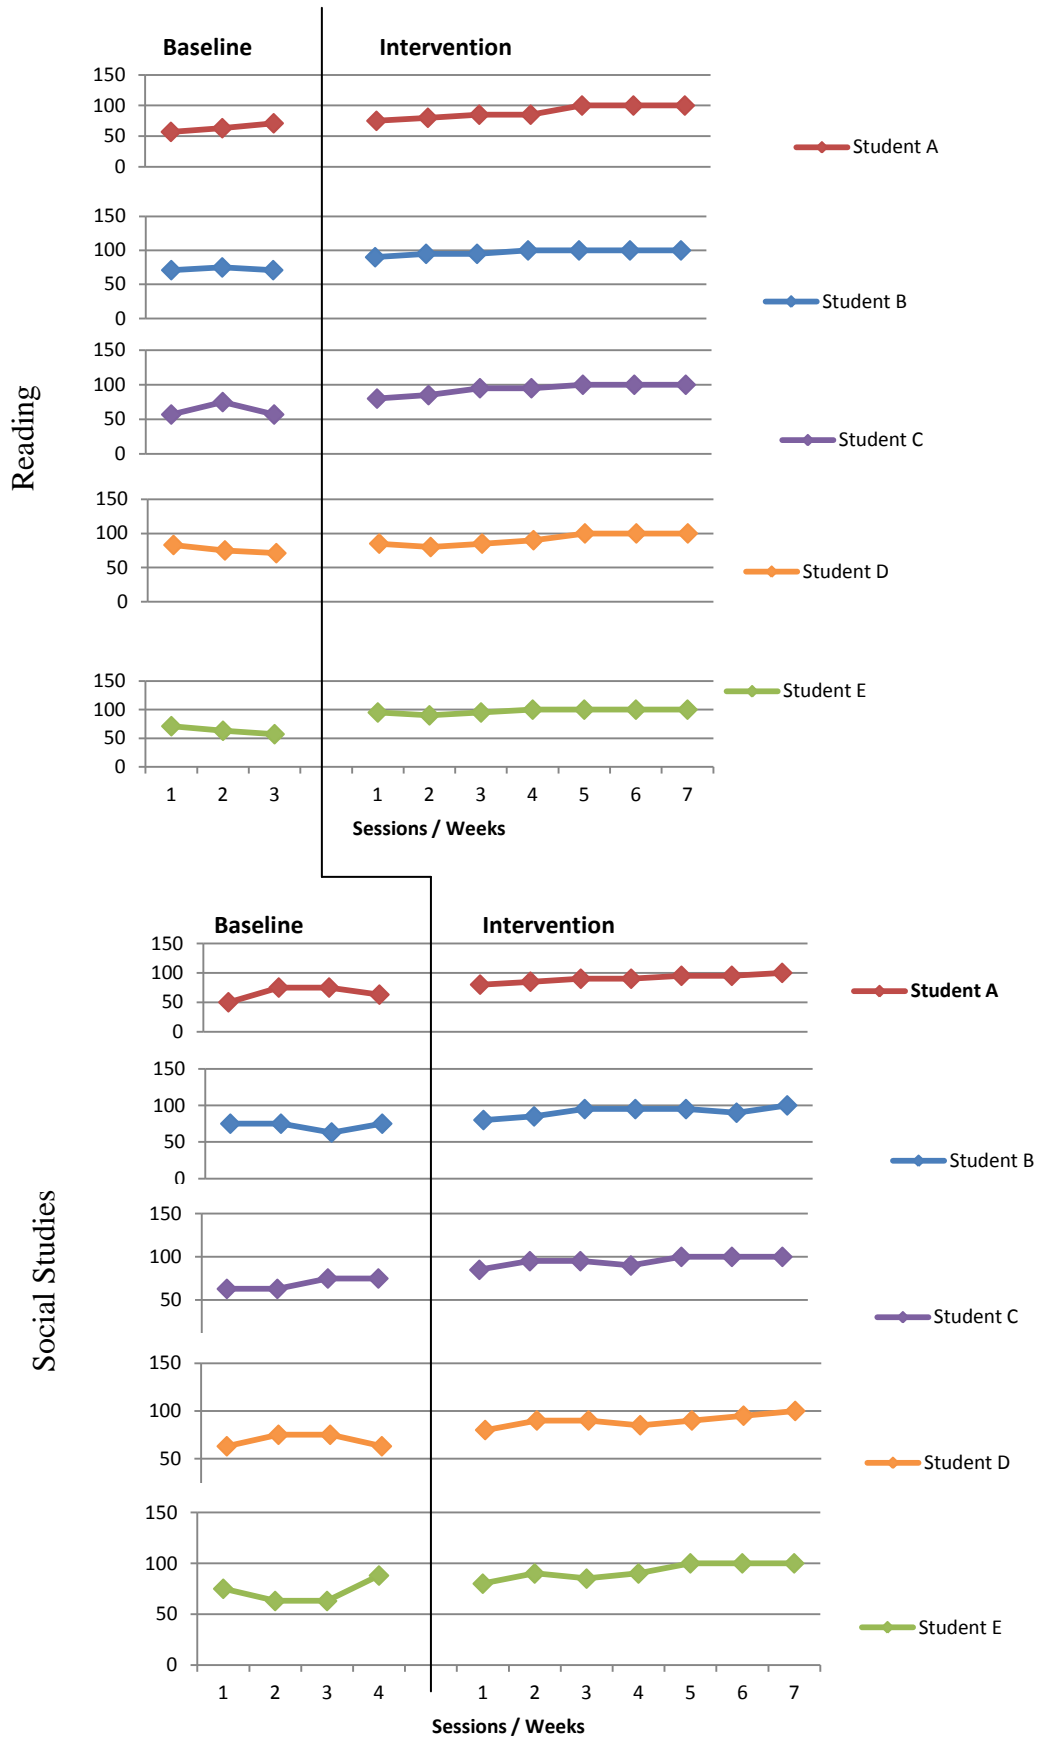 Baseline Intervention
150
100
50
0
Student A
150
100
50
0
Student B
150
100
50
0
Student C
150
100
50
0
Student D
150
100
50
0
Student E
1 2 3 1 2 3 4 5 6 7
Sessions / Weeks
Reading
Baseline Intervention
150
100
50
0
Student A
150
100
50
0
Student B
150
100
50
Student C
150
100
50
Student D
150
100
50
0
Student E
1 2 3 4 1 2 3 4 5 6 7
Sessions / Weeks
Social Studies